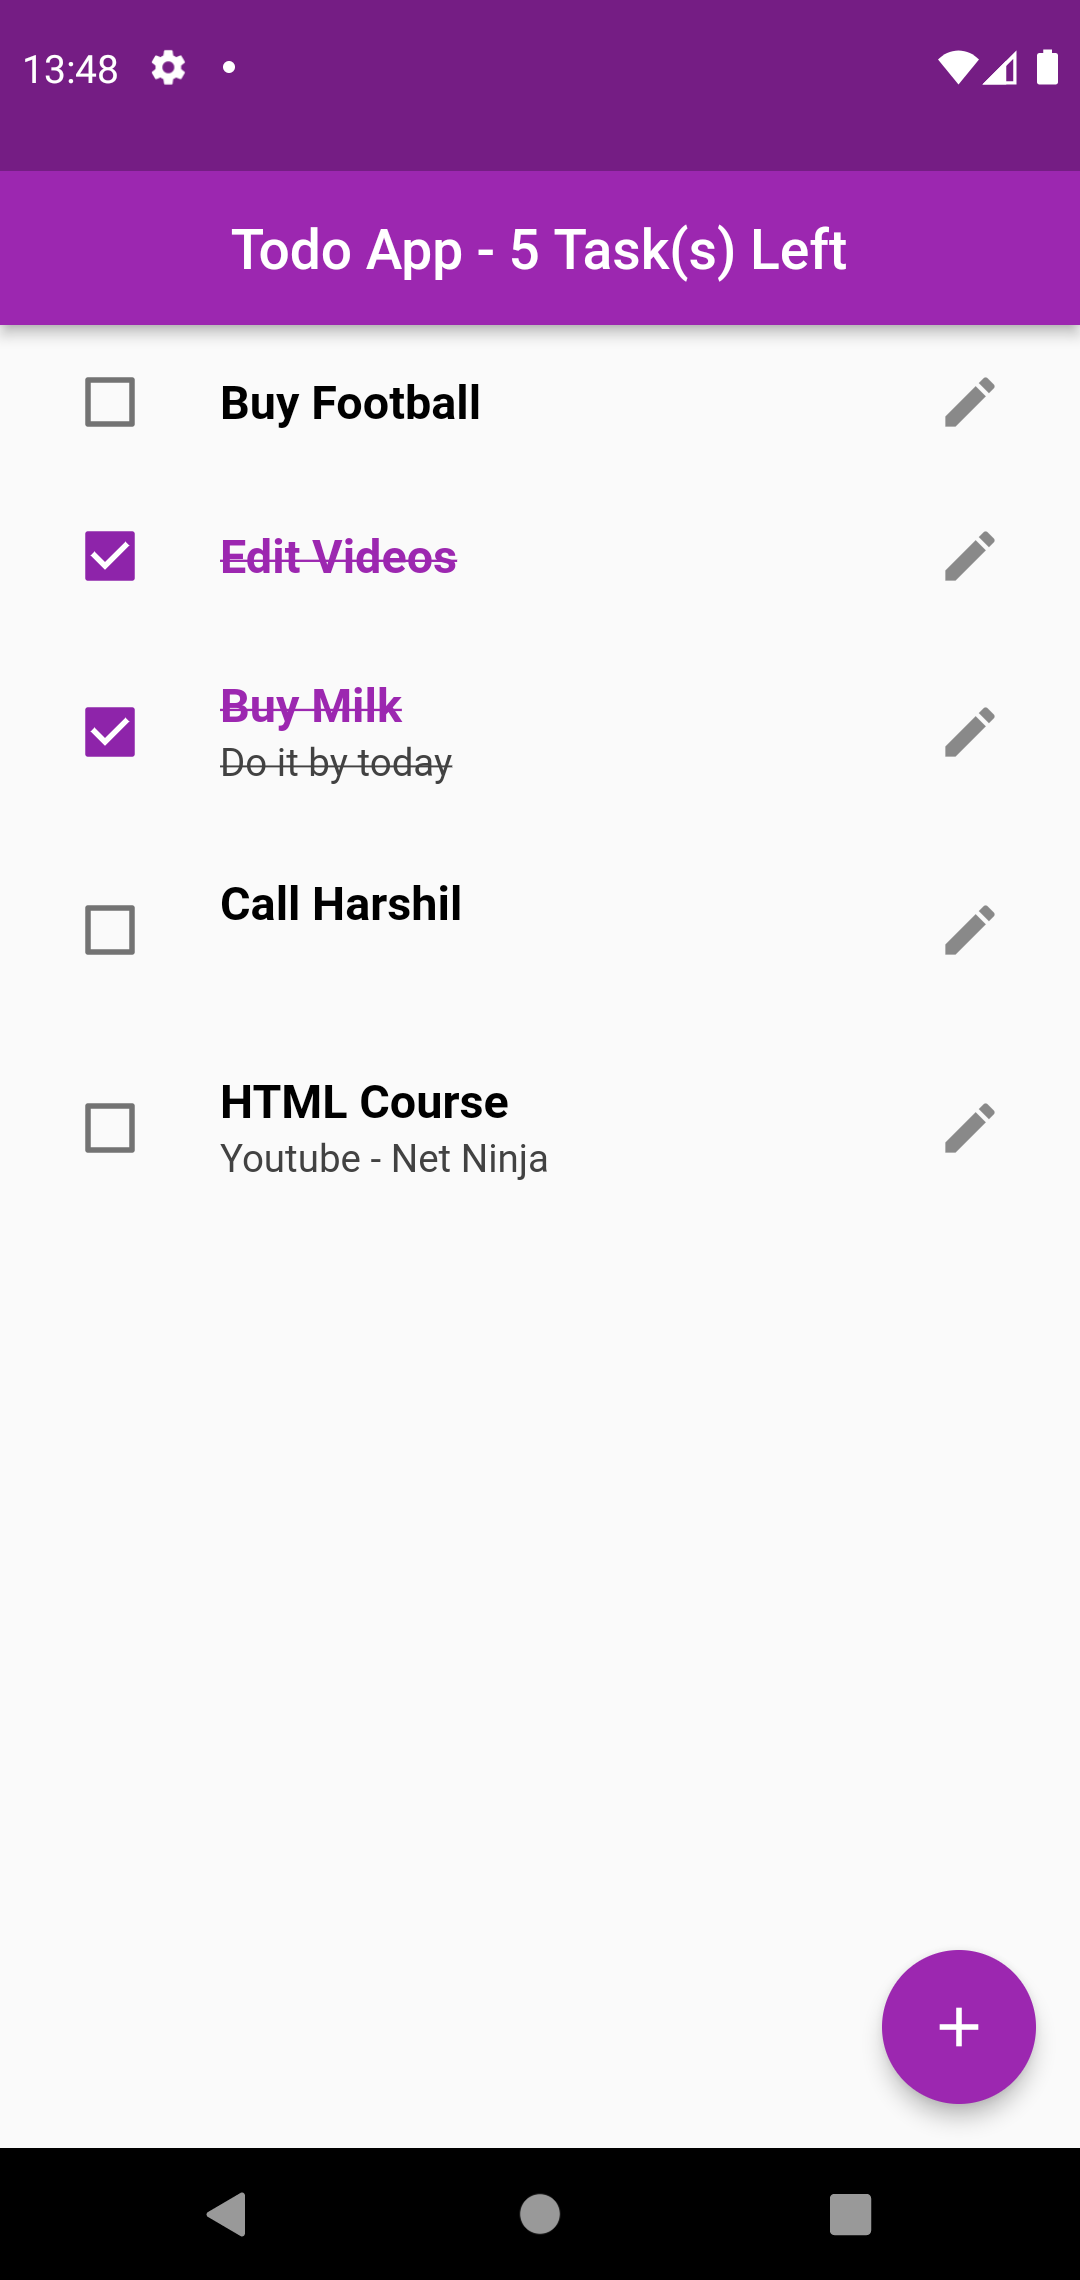 13:48
Todo App - 5 Task(s) Left
Buy Football
Edit Videos
Buy Milk
Do it by today
Call Harshil
HTML Course
Youtube - Net Ninja